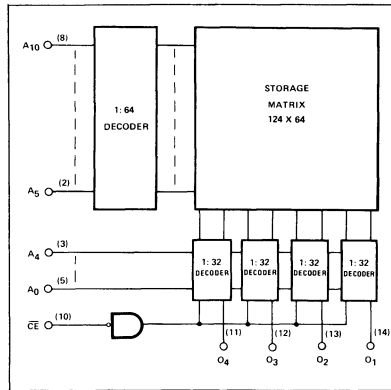 A10 (8)
1: 64
DECODER
STORAGE
MATRIX
124 X 64
A5 (2)
A4 (3)
A0 (5)
1: 32
DECODER
1: 32
DECODER
1: 32
DECODER
1: 32
DECODER
CE (10)
(11)
(12)
(13)
(14)
O4
O3
O2
O1